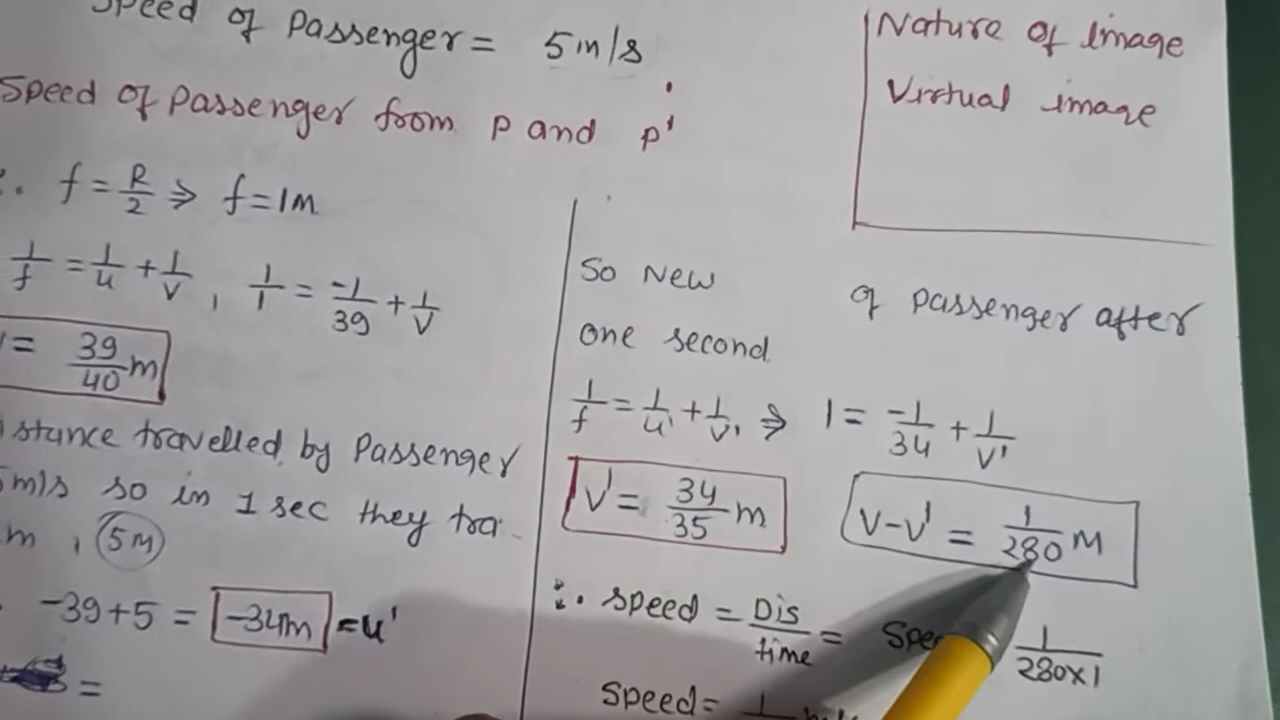 Speed of Passenger = 5m/s.
Speed of Passenger from P and P'
∴ f = R/2 ⇒ f = 1m
1/f = 1/u + 1/v , 1/1 = -1/39 + 1/v
= 39/40 m
travelled by Passenger
m/s so in 1 sec they tra
m , 5M
-39+5 = -34m = u'
=
Nature of image
Virtual image
So New of passenger after
one second
1/f = 1/u' + 1/v' ⇒ 1 = -1/34 + 1/v'
v' = 34/35 m
v-v' = 1/280 M
∴ speed = Dis/time = 1/280×1
Speed = 1